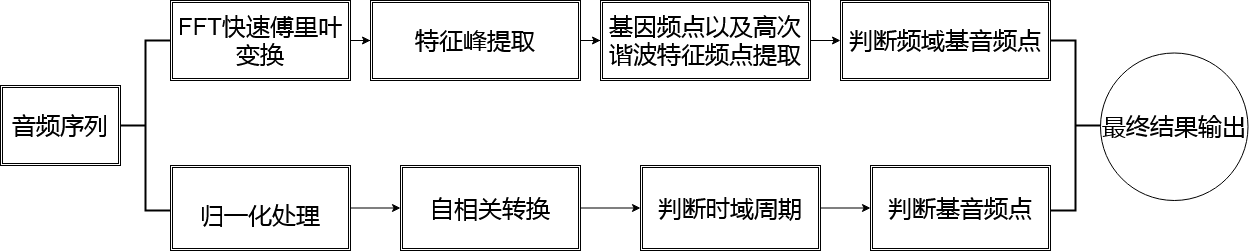 音频序列
FFT快速傅里叶
变换
特征峰提取
基因频点以及高次
谐波特征频点提取
判断频域基音频点
归一化处理
自相关转换
判断时域周期
判断基音频点
最终结果输出